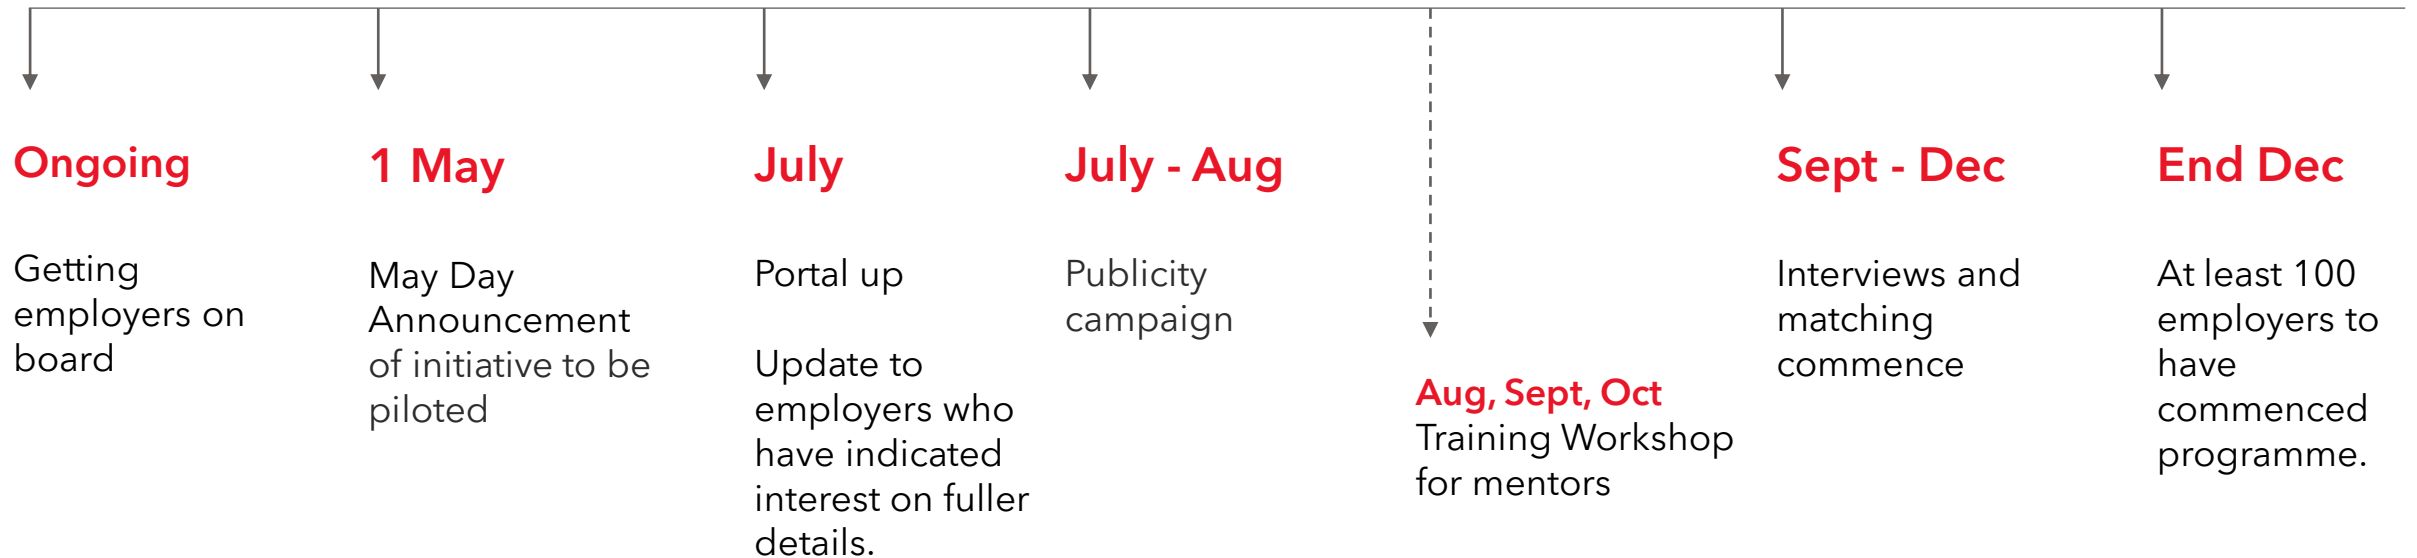 Ongoing
Getting
employers on
board
1 May
May Day
Announcement
of initiative to be
piloted
July
Portal up
Update to
employers who
have indicated
interest on fuller
details.
July - Aug
Publicity
campaign
Aug, Sept, Oct
Training Workshop
for mentors
Sept - Dec
Interviews and
matching
commence
End Dec
At least 100
employers to
have
commenced
programme.